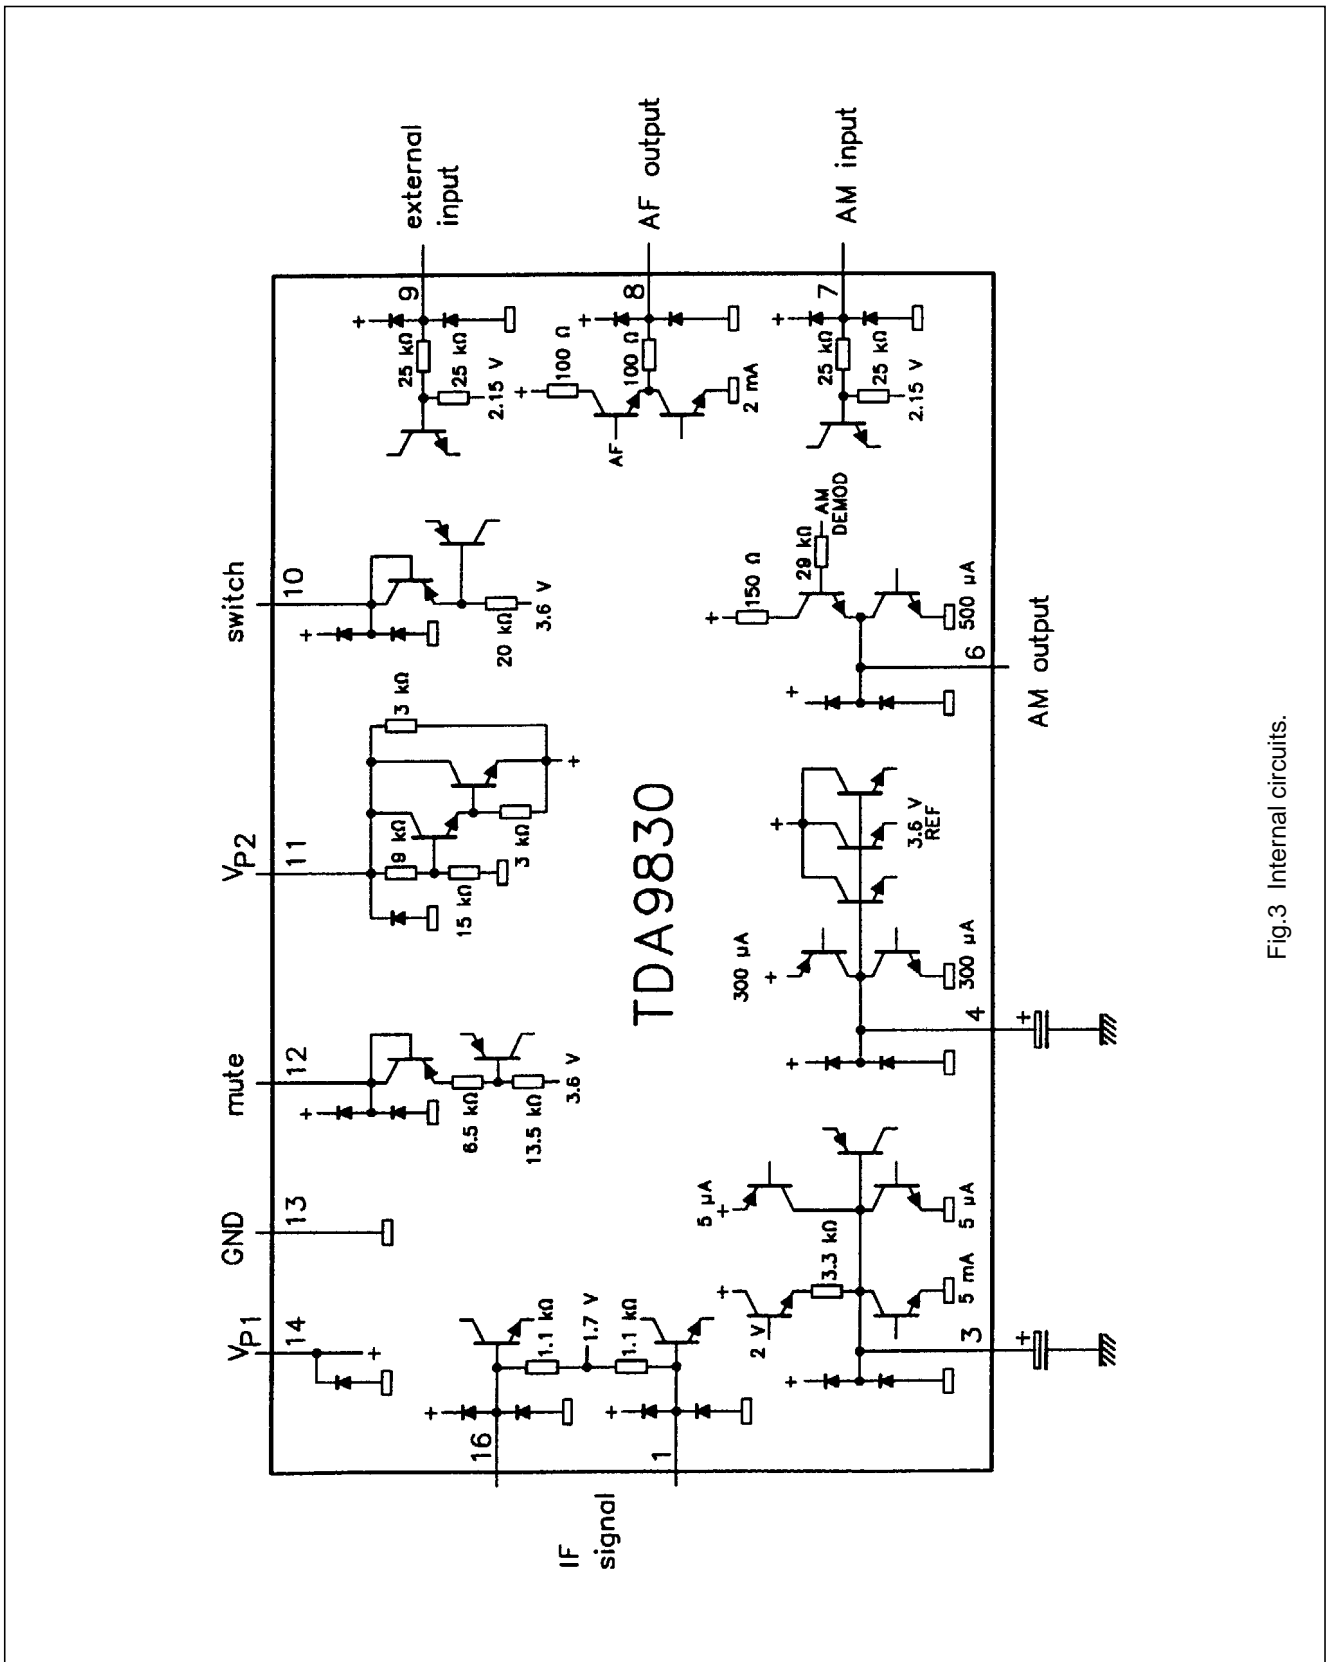 external
input
AF output
AM input
9
8
7
+
25 kΩ
25 kΩ
2.15 V
+
100 Ω
100 Ω
+
AF
2 mA
+
25 kΩ
25 kΩ
2.15 V
switch
10
+
20 kΩ
3.6 V
VP2
11
3 kΩ
9 kΩ
15 kΩ
3 kΩ
+
mute
12
+
6.5 kΩ
13.5 kΩ
3.6 V
GND
13
VP1
14
+
TDA9830
+
150 Ω
29 kΩ
AM
DEMOD
500 µA
+
6
AM output
+
3.6 V
REF
300 µA
+
300 µA
+
4
+
5 µA
+
5 µA
3.3 kΩ
+
2 V
5 mA
+
3
+
1.1 kΩ
1.7 V
1.1 kΩ
+
+
16
1
IF
signal
Fig.3 Internal circuits.